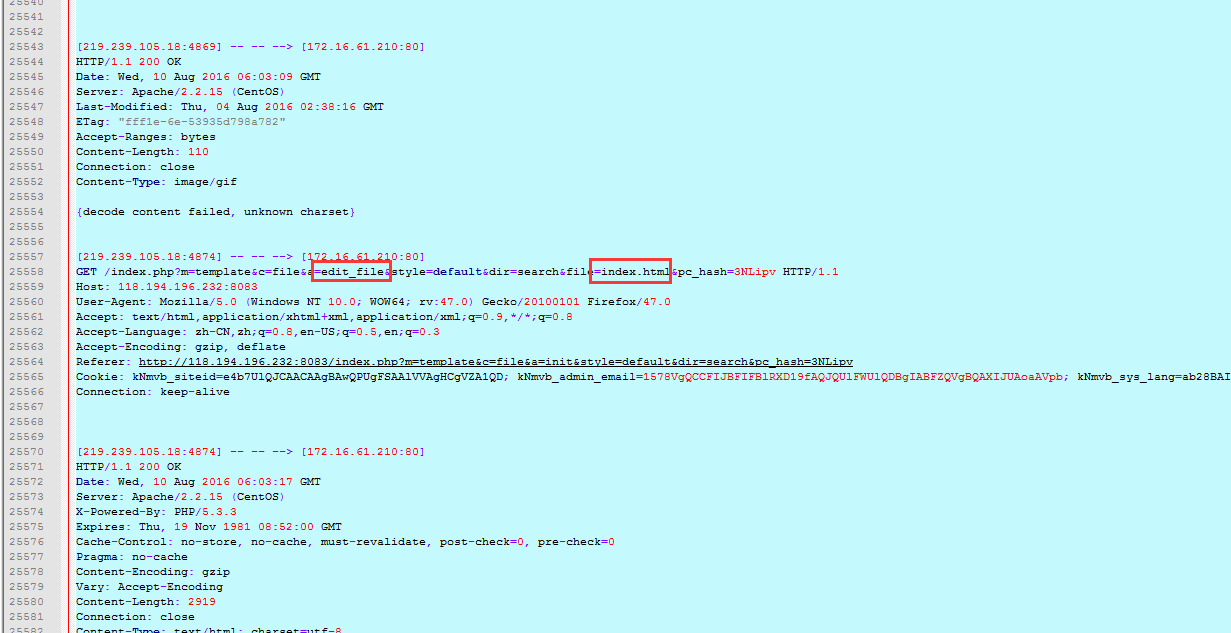 25540
25541
25542
25543 [219.239.105.18:4869] -- -- --> [172.16.61.210:80]
25544 HTTP/1.1 200 OK
25545 Date: Wed, 10 Aug 2016 06:03:09 GMT
25546 Server: Apache/2.2.15 (CentOS)
25547 Last-Modified: Thu, 04 Aug 2016 02:38:16 GMT
25548 ETag: "fff1e-6e-53935d798a782"
25549 Accept-Ranges: bytes
25550 Content-Length: 110
25551 Connection: close
25552 Content-Type: image/gif
25553
25554 {decode content failed, unknown charset}
25555
25556
25557 [219.239.105.18:4874] -- -- --> [172.16.61.210:80]
25558 GET /index.php?m=template&c=file&a=edit_file&style=default&dir=search&file=index.html&pc_hash=3NLipv HTTP/1.1
25559 Host: 118.194.196.232:8083
25560 User-Agent: Mozilla/5.0 (Windows NT 10.0; WOW64; rv:47.0) Gecko/20100101 Firefox/47.0
25561 Accept: text/html,application/xhtml+xml,application/xml;q=0.9,*/*;q=0.8
25562 Accept-Language: zh-CN,zh;q=0.8,en-US;q=0.5,en;q=0.3
25563 Accept-Encoding: gzip, deflate
25564 Referer: http://118.194.196.232:8083/index.php?m=template&c=file&a=init&style=default&dir=search&pc_hash=3NLipv
25565 Cookie: kNmvb_siteid=e4b7UlQJCAACAAgBAwQPUgFSAAlVVAgHCgVZA1QD; kNmvb_admin_email=1578VgQCCFIJBFIFBlRXD19fAQJQUlFWUlQDBgIABFZQVgBQAXIJUAoaAVpb; kNmvb_sys_lang=ab28BAI
25566 Connection: keep-alive
25567
25568
25569
25570 [219.239.105.18:4874] -- -- --> [172.16.61.210:80]
25571 HTTP/1.1 200 OK
25572 Date: Wed, 10 Aug 2016 06:03:17 GMT
25573 Server: Apache/2.2.15 (CentOS)
25574 X-Powered-By: PHP/5.3.3
25575 Expires: Thu, 19 Nov 1981 08:52:00 GMT
25576 Cache-Control: no-store, no-cache, must-revalidate, post-check=0, pre-check=0
25577 Pragma: no-cache
25578 Content-Encoding: gzip
25579 Vary: Accept-Encoding
25580 Content-Length: 2919
25581 Connection: close
25582 Content-Type: text/html; charset=utf-8